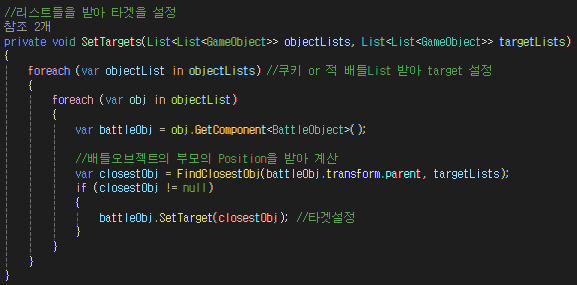 //리스트들을 받아 타겟을 설정
참조 2개
private void SetTargets(List<List<GameObject>> objectLists, List<List<GameObject>> targetLists)
{
foreach (var objectList in objectLists) //쿠키 or 적 배틀List 받아 target 설정
{
foreach (var obj in objectList)
{
var battleObj = obj.GetComponent<BattleObject>();
//배틀오브젝트의 부모의 Position을 받아 계산
var closestObj = FindClosestObj(battleObj.transform.parent, targetLists);
if (closestObj != null)
{
battleObj.SetTarget(closestObj); //타겟설정
}
}
}
}